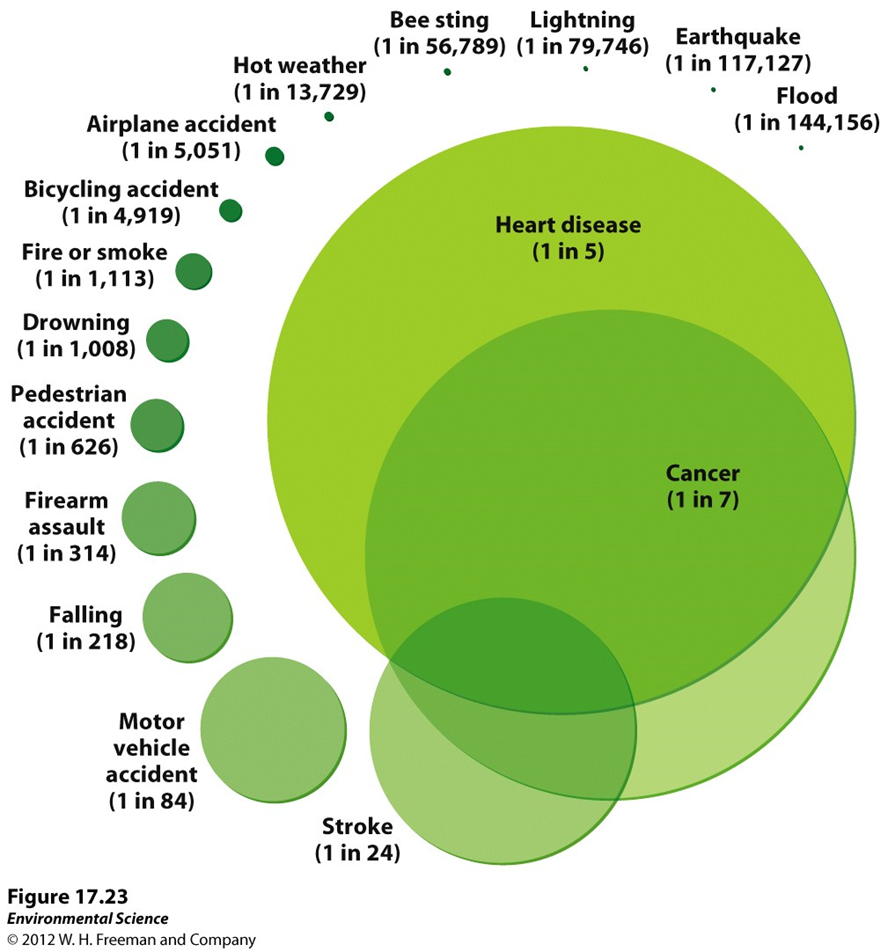 Bee sting
(1 in 56,789)
Lightning
(1 in 79,746)
Earthquake
(1 in 117,127)
Flood
(1 in 144,156)
Hot weather
(1 in 13,729)
Airplane accident
(1 in 5,051)
Bicycling accident
(1 in 4,919)
Fire or smoke
(1 in 1,113)
Drowning
(1 in 1,008)
Pedestrian
accident
(1 in 626)
Firearm
assault
(1 in 314)
Falling
(1 in 218)
Motor
vehicle
accident
(1 in 84)
Stroke
(1 in 24)
Heart disease
(1 in 5)
Cancer
(1 in 7)
Figure 17.23
Environmental Science
© 2012 W. H. Freeman and Company